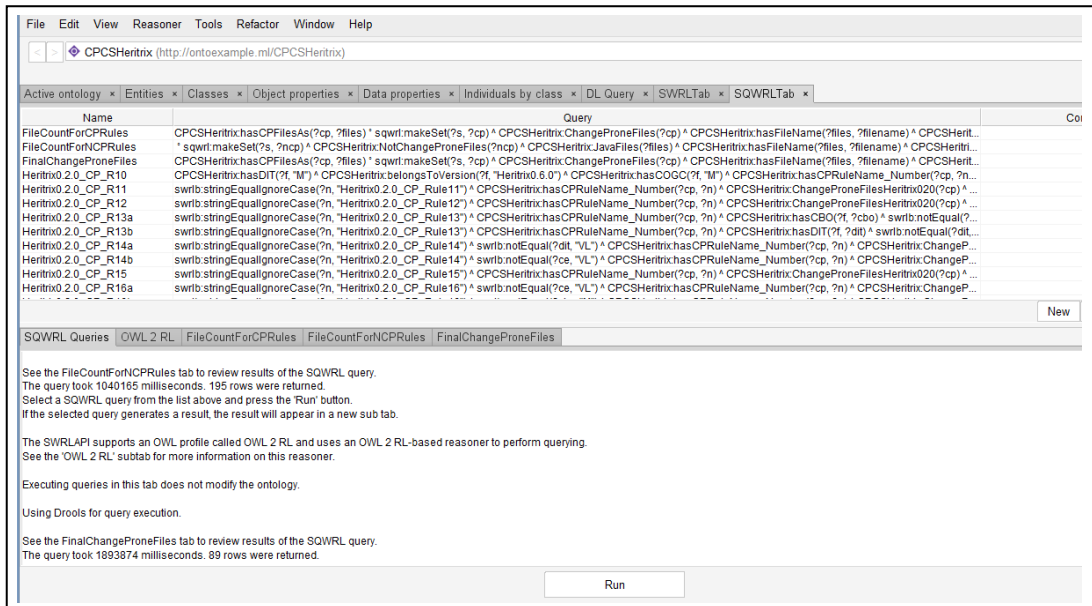 File Edit View Reasoner Tools Refactor Window Help
< > CPCSHeritrix (http://ontoexample.ml/CPCSHeritrix)
Active ontology × Entities × Classes × Object properties × Data properties × Individuals by class × DL Query × SWRLTab × SQWRLTab ×
Name Query Co
FileCountForCPRules CPCSHeritrix:hasCPFilesAs(?cp, ?files) ° sqwrl:makeSet(?s, ?cp) ^ CPCSHeritrix:ChangeProneFiles(?cp) ^ CPCSHeritrix:hasFileName(?files, ?filename) ^ CPCSHerit...
FileCountForNCPRules ° sqwrl:makeSet(?s, ?ncp) ^ CPCSHeritrix:NotChangeProneFiles(?ncp) ^ CPCSHeritrix:JavaFiles(?files) ^ CPCSHeritrix:hasFileName(?files, ?filename) ^ CPCSHeritri...
FinalChangeProneFiles CPCSHeritrix:hasCPFilesAs(?cp, ?files) ° sqwrl:makeSet(?s, ?cp) ^ CPCSHeritrix:ChangeProneFiles(?cp) ^ CPCSHeritrix:hasFileName(?files, ?filename) ^ CPCSHerit...
Heritrix0.2.0_CP_R10 CPCSHeritrix:hasDIT(?f, "M") ^ CPCSHeritrix:belongsToVersion(?f, "Heritrix0.6.0") ^ CPCSHeritrix:hasCOGC(?f, "M") ^ CPCSHeritrix:hasCPRuleName_Number(?cp, ?n...
Heritrix0.2.0_CP_R11 swrlb:stringEqualIgnoreCase(?n, "Heritrix0.2.0_CP_Rule11") ^ CPCSHeritrix:hasCPRuleName_Number(?cp, ?n) ^ CPCSHeritrix:ChangeProneFilesHeritrix020(?cp) ^ ...
Heritrix0.2.0_CP_R12 swrlb:stringEqualIgnoreCase(?n, "Heritrix0.2.0_CP_Rule12") ^ CPCSHeritrix:hasCPRuleName_Number(?cp, ?n) ^ CPCSHeritrix:ChangeProneFilesHeritrix020(?cp) ^ ...
Heritrix0.2.0_CP_R13a swrlb:stringEqualIgnoreCase(?n, "Heritrix0.2.0_CP_Rule13") ^ CPCSHeritrix:hasCPRuleName_Number(?cp, ?n) ^ CPCSHeritrix:hasCBO(?f, ?cbo) ^ swrlb:notEqual(?...
Heritrix0.2.0_CP_R13b swrlb:stringEqualIgnoreCase(?n, "Heritrix0.2.0_CP_Rule13") ^ CPCSHeritrix:hasCPRuleName_Number(?cp, ?n) ^ CPCSHeritrix:hasDIT(?f, ?dit) ^ swrlb:notEqual(?dit,...
Heritrix0.2.0_CP_R14a swrlb:stringEqualIgnoreCase(?n, "Heritrix0.2.0_CP_Rule14") ^ swrlb:notEqual(?dit, "VL") ^ CPCSHeritrix:hasCPRuleName_Number(?cp, ?n) ^ CPCSHeritrix:ChangeP...
Heritrix0.2.0_CP_R14b swrlb:stringEqualIgnoreCase(?n, "Heritrix0.2.0_CP_Rule14") ^ swrlb:notEqual(?ce, "VL") ^ CPCSHeritrix:hasCPRuleName_Number(?cp, ?n) ^ CPCSHeritrix:ChangeP...
Heritrix0.2.0_CP_R15 swrlb:stringEqualIgnoreCase(?n, "Heritrix0.2.0_CP_Rule15") ^ CPCSHeritrix:hasCPRuleName_Number(?cp, ?n) ^ CPCSHeritrix:ChangeProneFilesHeritrix020(?cp) ^ ...
Heritrix0.2.0_CP_R16a swrlb:stringEqualIgnoreCase(?n, "Heritrix0.2.0_CP_Rule16") ^ swrlb:notEqual(?ce, "VL") ^ CPCSHeritrix:hasCPRuleName_Number(?cp, ?n) ^ CPCSHeritrix:ChangeP...
New
SQWRL Queries OWL 2 RL FileCountForCPRules FileCountForNCPRules FinalChangeProneFiles
See the FileCountForNCPRules tab to review results of the SQWRL query.
The query took 1040165 milliseconds. 195 rows were returned.
Select a SQWRL query from the list above and press the 'Run' button.
If the selected query generates a result, the result will appear in a new sub tab.
The SWRLAPI supports an OWL profile called OWL 2 RL and uses an OWL 2 RL-based reasoner to perform querying.
See the 'OWL 2 RL' subtab for more information on this reasoner.
Executing queries in this tab does not modify the ontology.
Using Drools for query execution.
See the FinalChangeProneFiles tab to review results of the SQWRL query.
The query took 1893874 milliseconds. 89 rows were returned.
Run